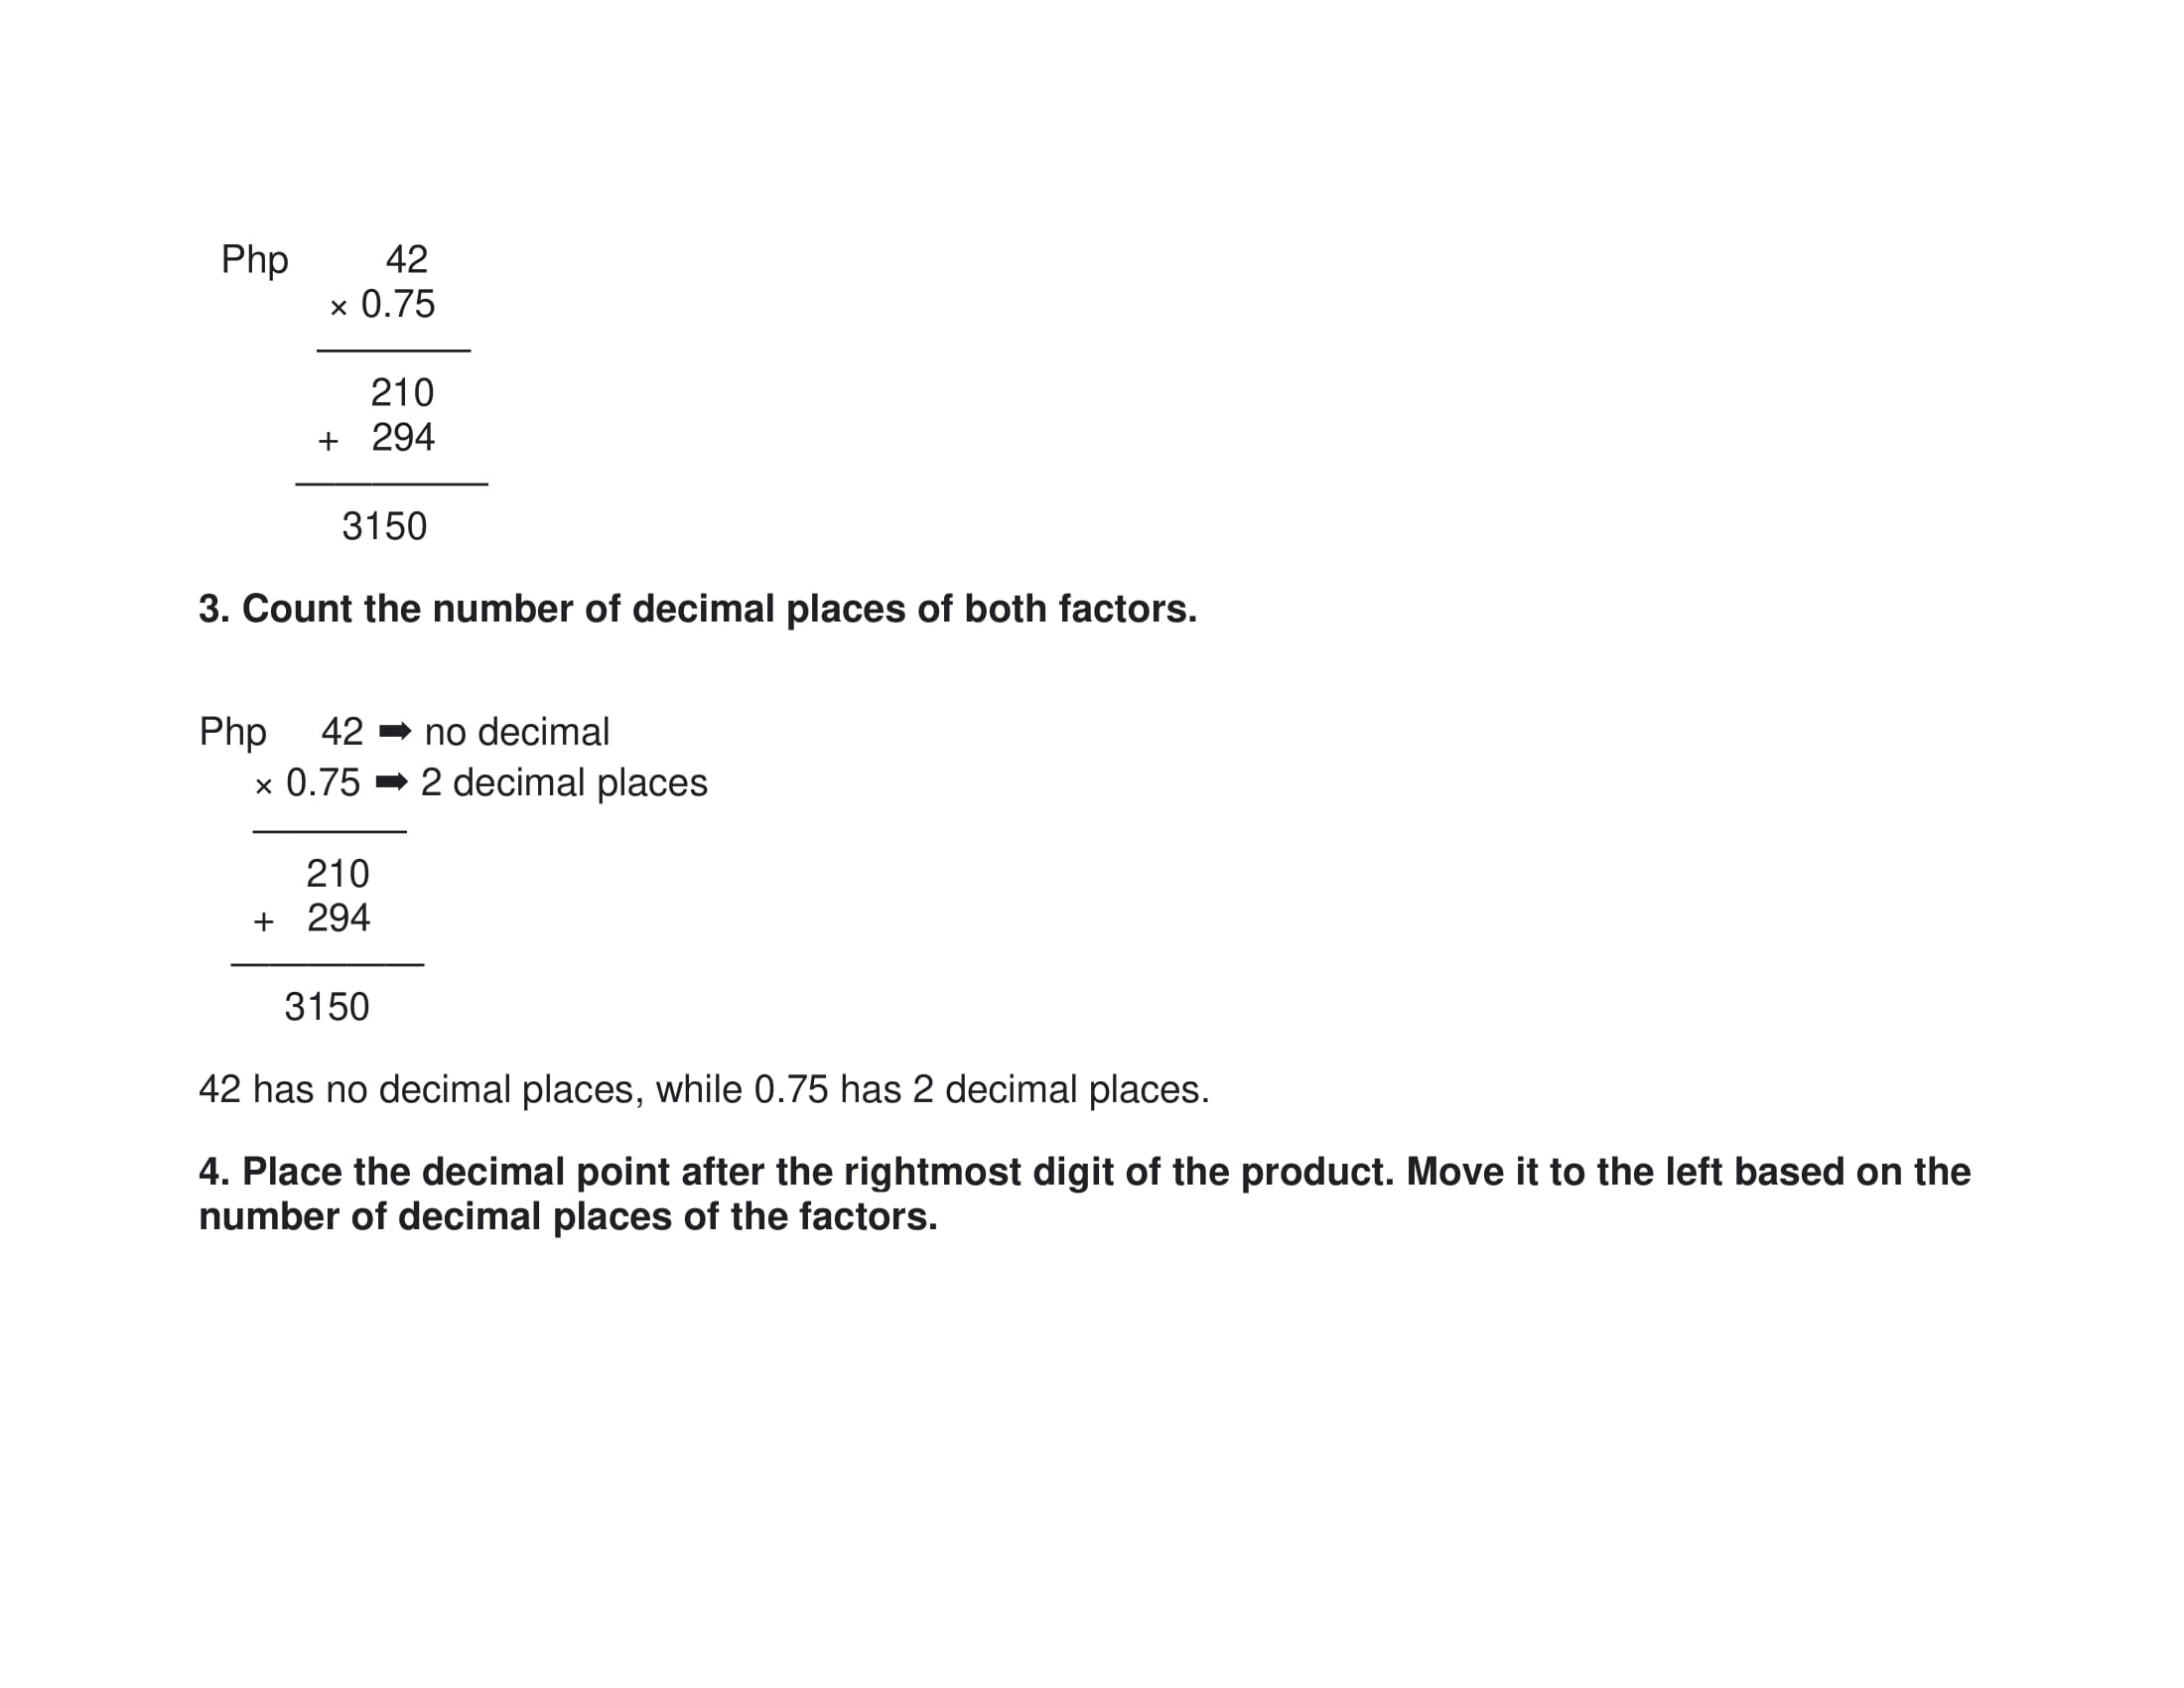 Php 42
× 0.75
210
+ 294
3150
3. Count the number of decimal places of both factors.
Php 42 ➡ no decimal
× 0.75 ➡ 2 decimal places
210
+ 294
3150
42 has no decimal places, while 0.75 has 2 decimal places.
4. Place the decimal point after the rightmost digit of the product. Move it to the left based on the
number of decimal places of the factors.